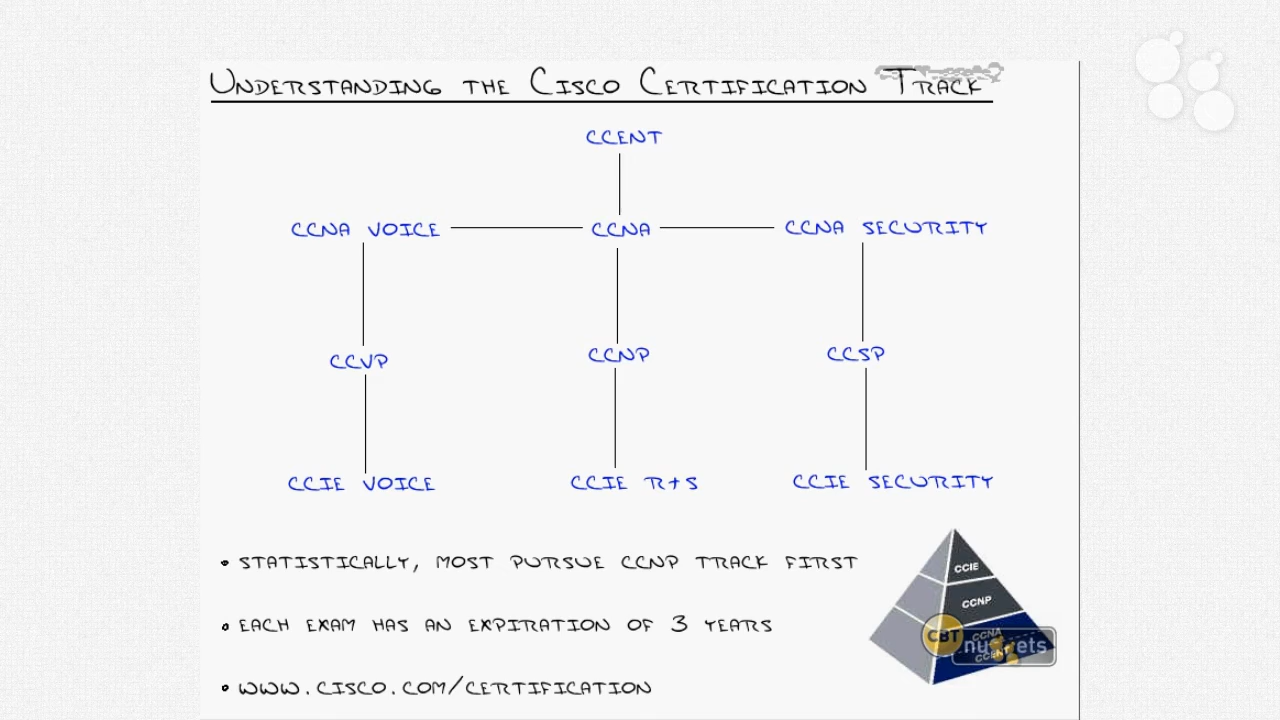 Understanding the Cisco Certification Track
CCENT
CCNA VOICE CCNA CCNA SECURITY
CCVP CCNP CCSP
CCIE VOICE CCIE R+S CCIE SECURITY
• STATISTICALLY, MOST PURSUE CCNP TRACK FIRST
• EACH EXAM HAS AN EXPIRATION OF 3 YEARS
• WWW.CISCO.COM/CERTIFICATION
CCIE
CCNP
CCNA
CCENT
CBT nuggets